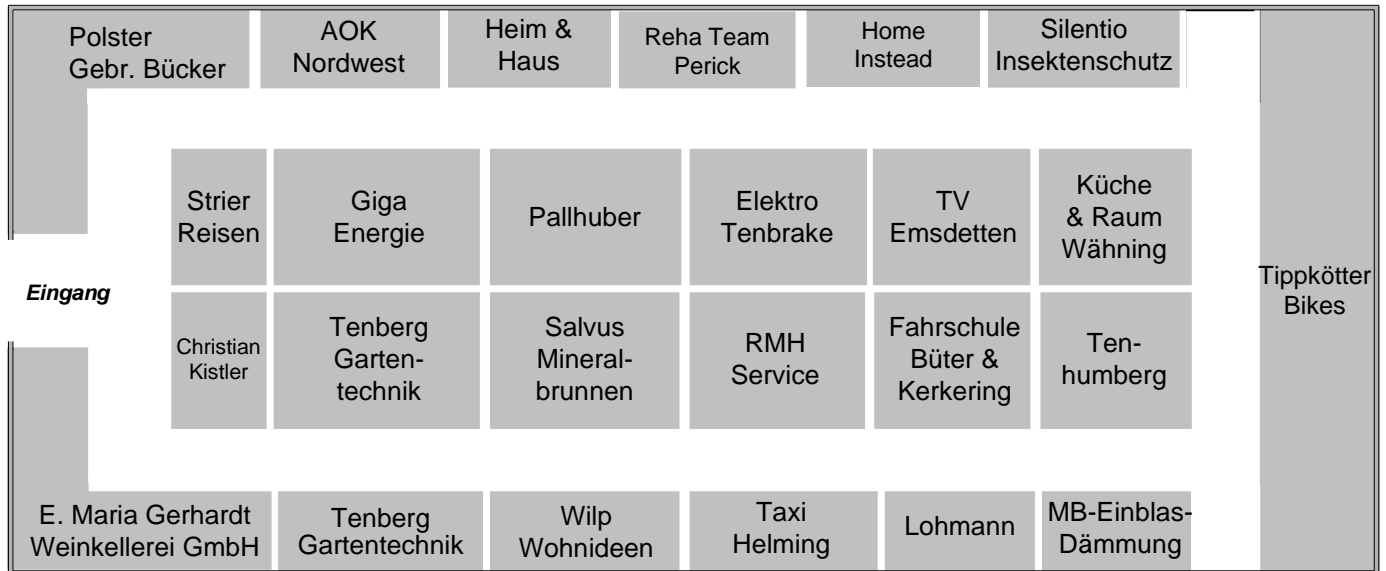 Polster
Gebr. Bücker
AOK
Nordwest
Heim &
Haus
Reha Team
Perick
Home
Instead
Silentio
Insektenschutz
Strier
Reisen
Giga
Energie
Pallhuber
Elektro
Tenbrake
TV
Emsdetten
Küche
& Raum
Wähning
Tippkötter
Bikes
Eingang
Christian
Kistler
Tenberg
Garten-
technik
Salvus
Mineral-
brunnen
RMH
Service
Fahrschule
Büter &
Kerkering
Ten-
humberg
E. Maria Gerhardt
Weinkellerei GmbH
Tenberg
Gartentechnik
Wilp
Wohnideen
Taxi
Helming
Lohmann
MB-Einblas-
Dämmung